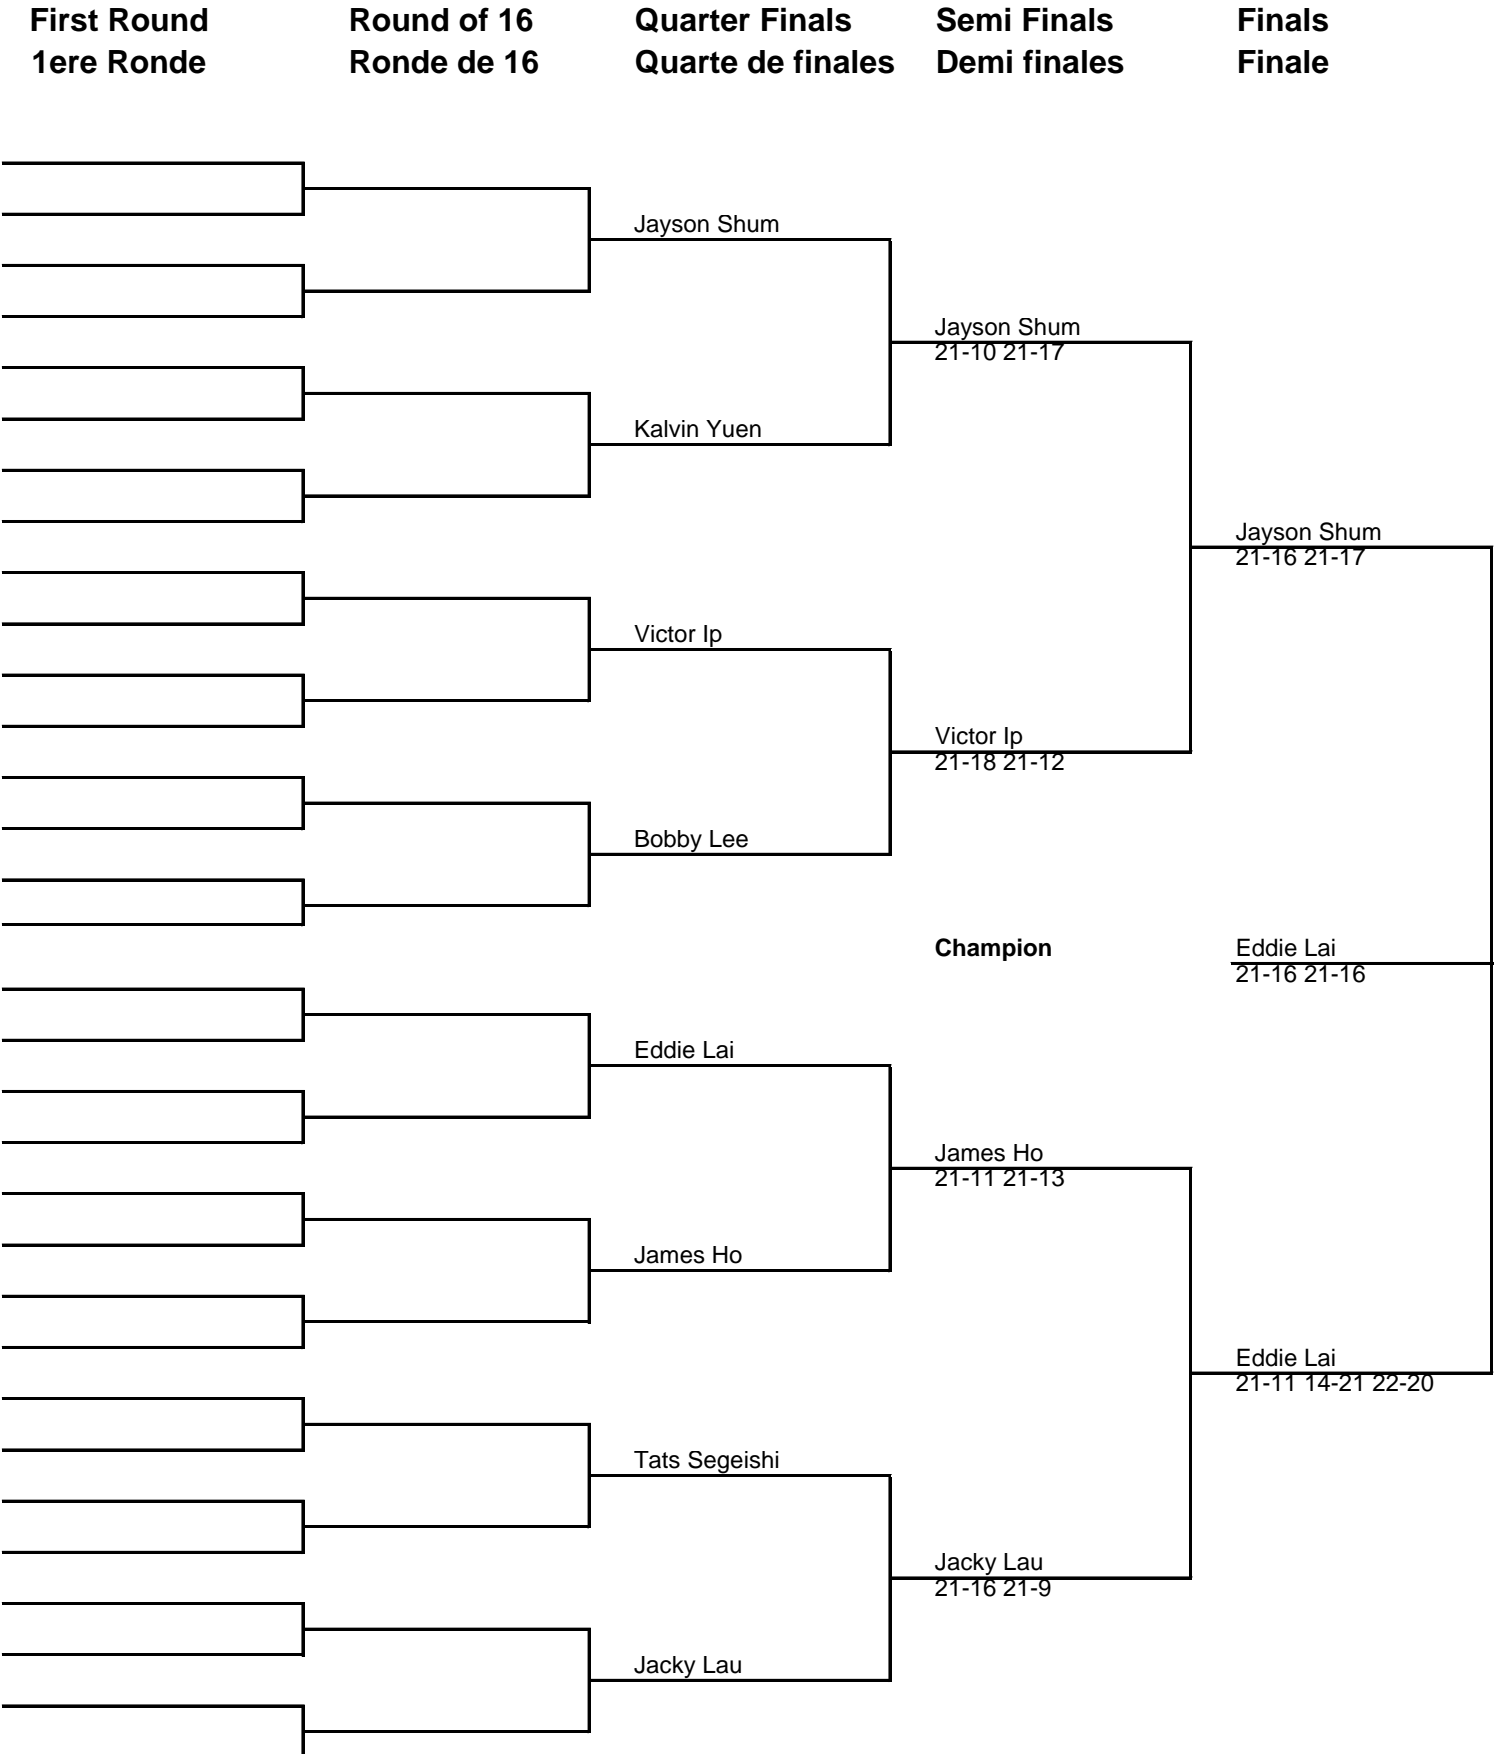 First Round Round of 16 Quarter Finals Semi Finals Finals
1ere Ronde Ronde de 16 Quarte de finales Demi finales Finale
Jayson Shum
Jayson Shum
21-10 21-17
Kalvin Yuen
Jayson Shum
21-16 21-17
Victor Ip
Victor Ip
21-18 21-12
Bobby Lee
Champion Eddie Lai
21-16 21-16
Eddie Lai
James Ho
21-11 21-13
James Ho
Eddie Lai
21-11 14-21 22-20
Tats Segeishi
Jacky Lau
21-16 21-9
Jacky Lau